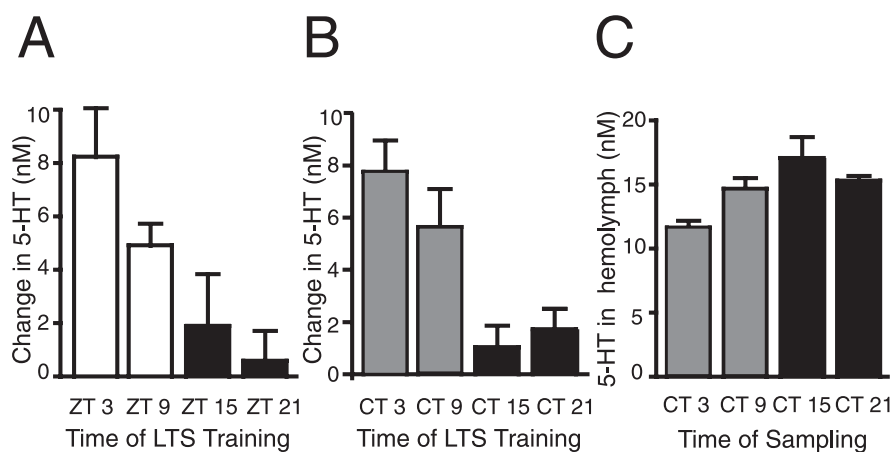 A
B
C
Change in 5-HT (nM)
10
8
6
4
2
0
ZT 3 ZT 9 ZT 15 ZT 21
Time of LTS Training
Change in 5-HT (nM)
10
8
6
4
2
0
CT 3 CT 9 CT 15 CT 21
Time of LTS Training
5-HT in hemolymph (nM)
20
15
10
5
0
CT 3 CT 9 CT 15 CT 21
Time of Sampling